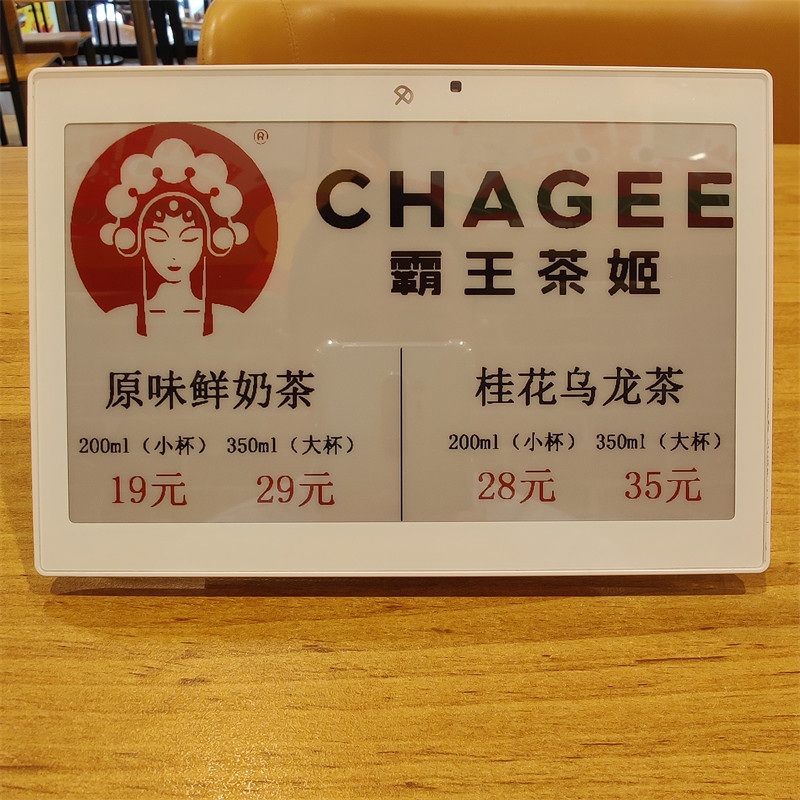 ®
CHAGEE
霸王茶姬
原味鲜奶茶
200ml（小杯） 350ml（大杯）
19元 29元
桂花乌龙茶
200ml（小杯） 350ml（大杯）
28元 35元